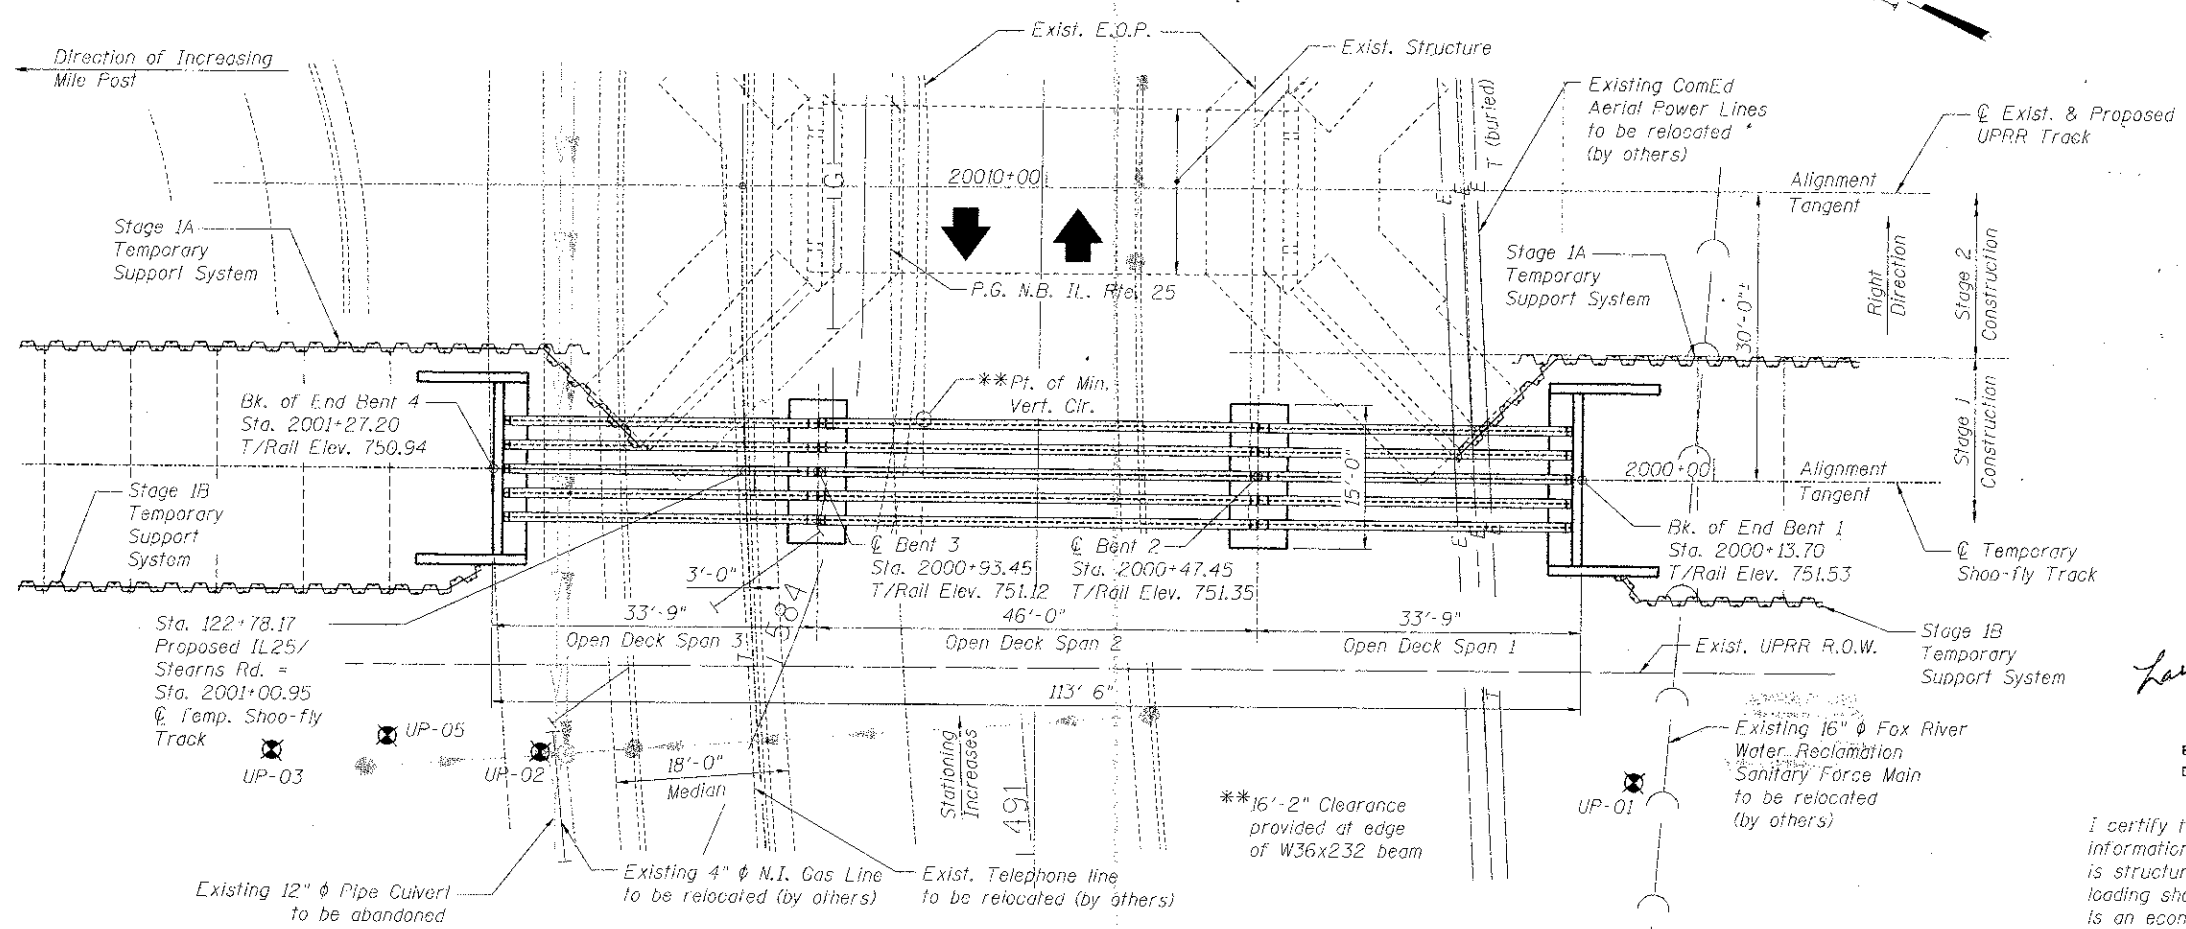 Direction of Increasing
Mile Post
Exist. E.O.P.
Exist. Structure
Existing ComEd
Aerial Power Lines
to be relocated
(by others)
T (buried)
℄ Exist. & Proposed
UPRR Track
20010+00
Alignment
Tangent
Stage 1A
Temporary
Support System
G
E
E
Stage 1A
Temporary
Support System
Right
Direction
Stage 2
Construction
30'-0"±
P.G. N.B. IL. Rte. 25
**Pt. of Min.
Vert. Clr.
Bk. of End Bent 4
Sta. 2001+27.20
T/Rail Elev. 750.94
15'-0"
2000+00
Alignment
Tangent
Stage 1
Construction
Stage 1B
Temporary
Support
System
℄ Bent 3
Sta. 2000+93.45
T/Rail Elev. 751.12
℄ Bent 2
Sta. 2000+47.45
T/Rail Elev. 751.35
E
E
Bk. of End Bent 1
Sta. 2000+13.70
T/Rail Elev. 751.53
℄ Temporary
Shoo-fly Track
3'-0"
584
33'-9"
Open Deck Span 3
46'-0"
Open Deck Span 2
33'-9"
Open Deck Span 1
Sta. 122+78.17
Proposed IL25/
Stearns Rd. =
Sta. 2001+00.95
℄ Temp. Shoo-fly
Track
T
Exist. UPRR R.O.W.
Stage 1B
Temporary
Support System
113' 6"
T
UP-03
UP-05
UP-02
18'-0"
Median
Stationing
Increases
491
**16'-2" Clearance
provided at edge
of W36x232 beam
UP-01
Existing 16" ϕ Fox River
Water Reclamation
Sanitary Force Main
to be relocated
(by others)
Existing 12" ϕ Pipe Culvert
to be abandoned
Existing 4" ϕ N.I. Gas Line
to be relocated (by others)
Exist. Telephone line
to be relocated (by others)
I certify t
information
is structur
loading sho
is an econ